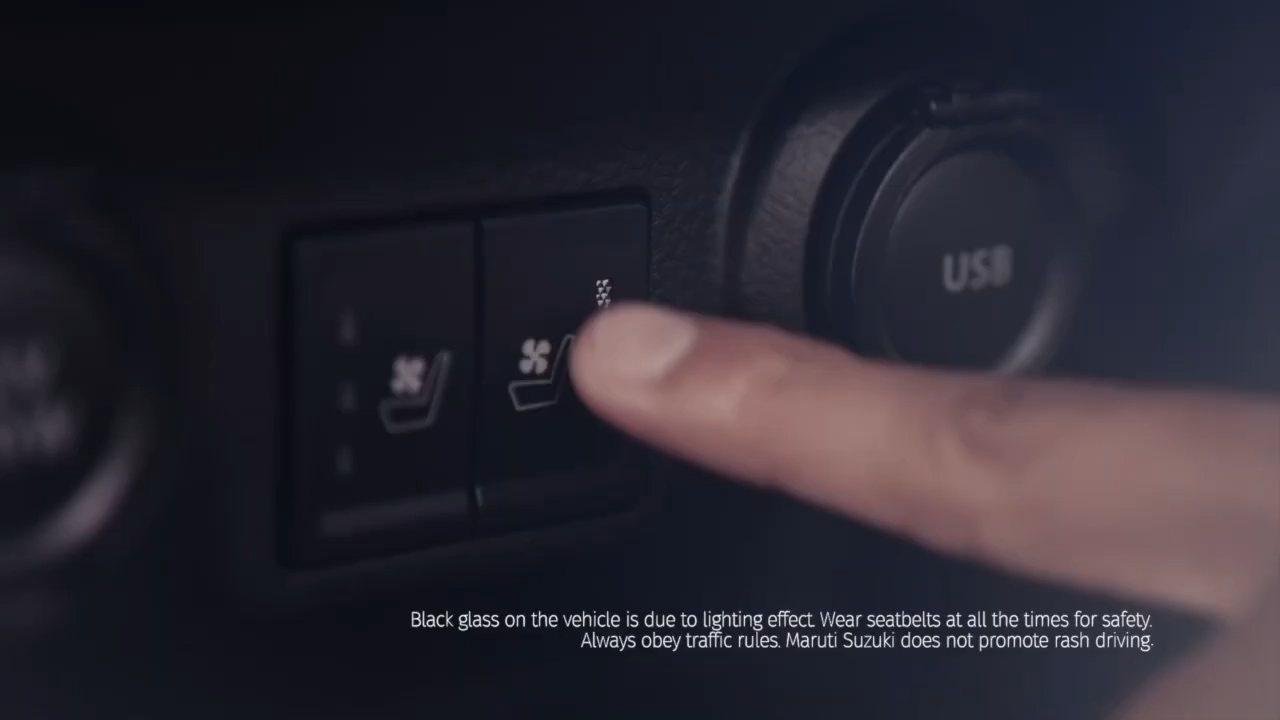 USB
Black glass on the vehicle is due to lighting effect. Wear seatbelts at all the times for safety.
Always obey traffic rules. Maruti Suzuki does not promote rash driving.